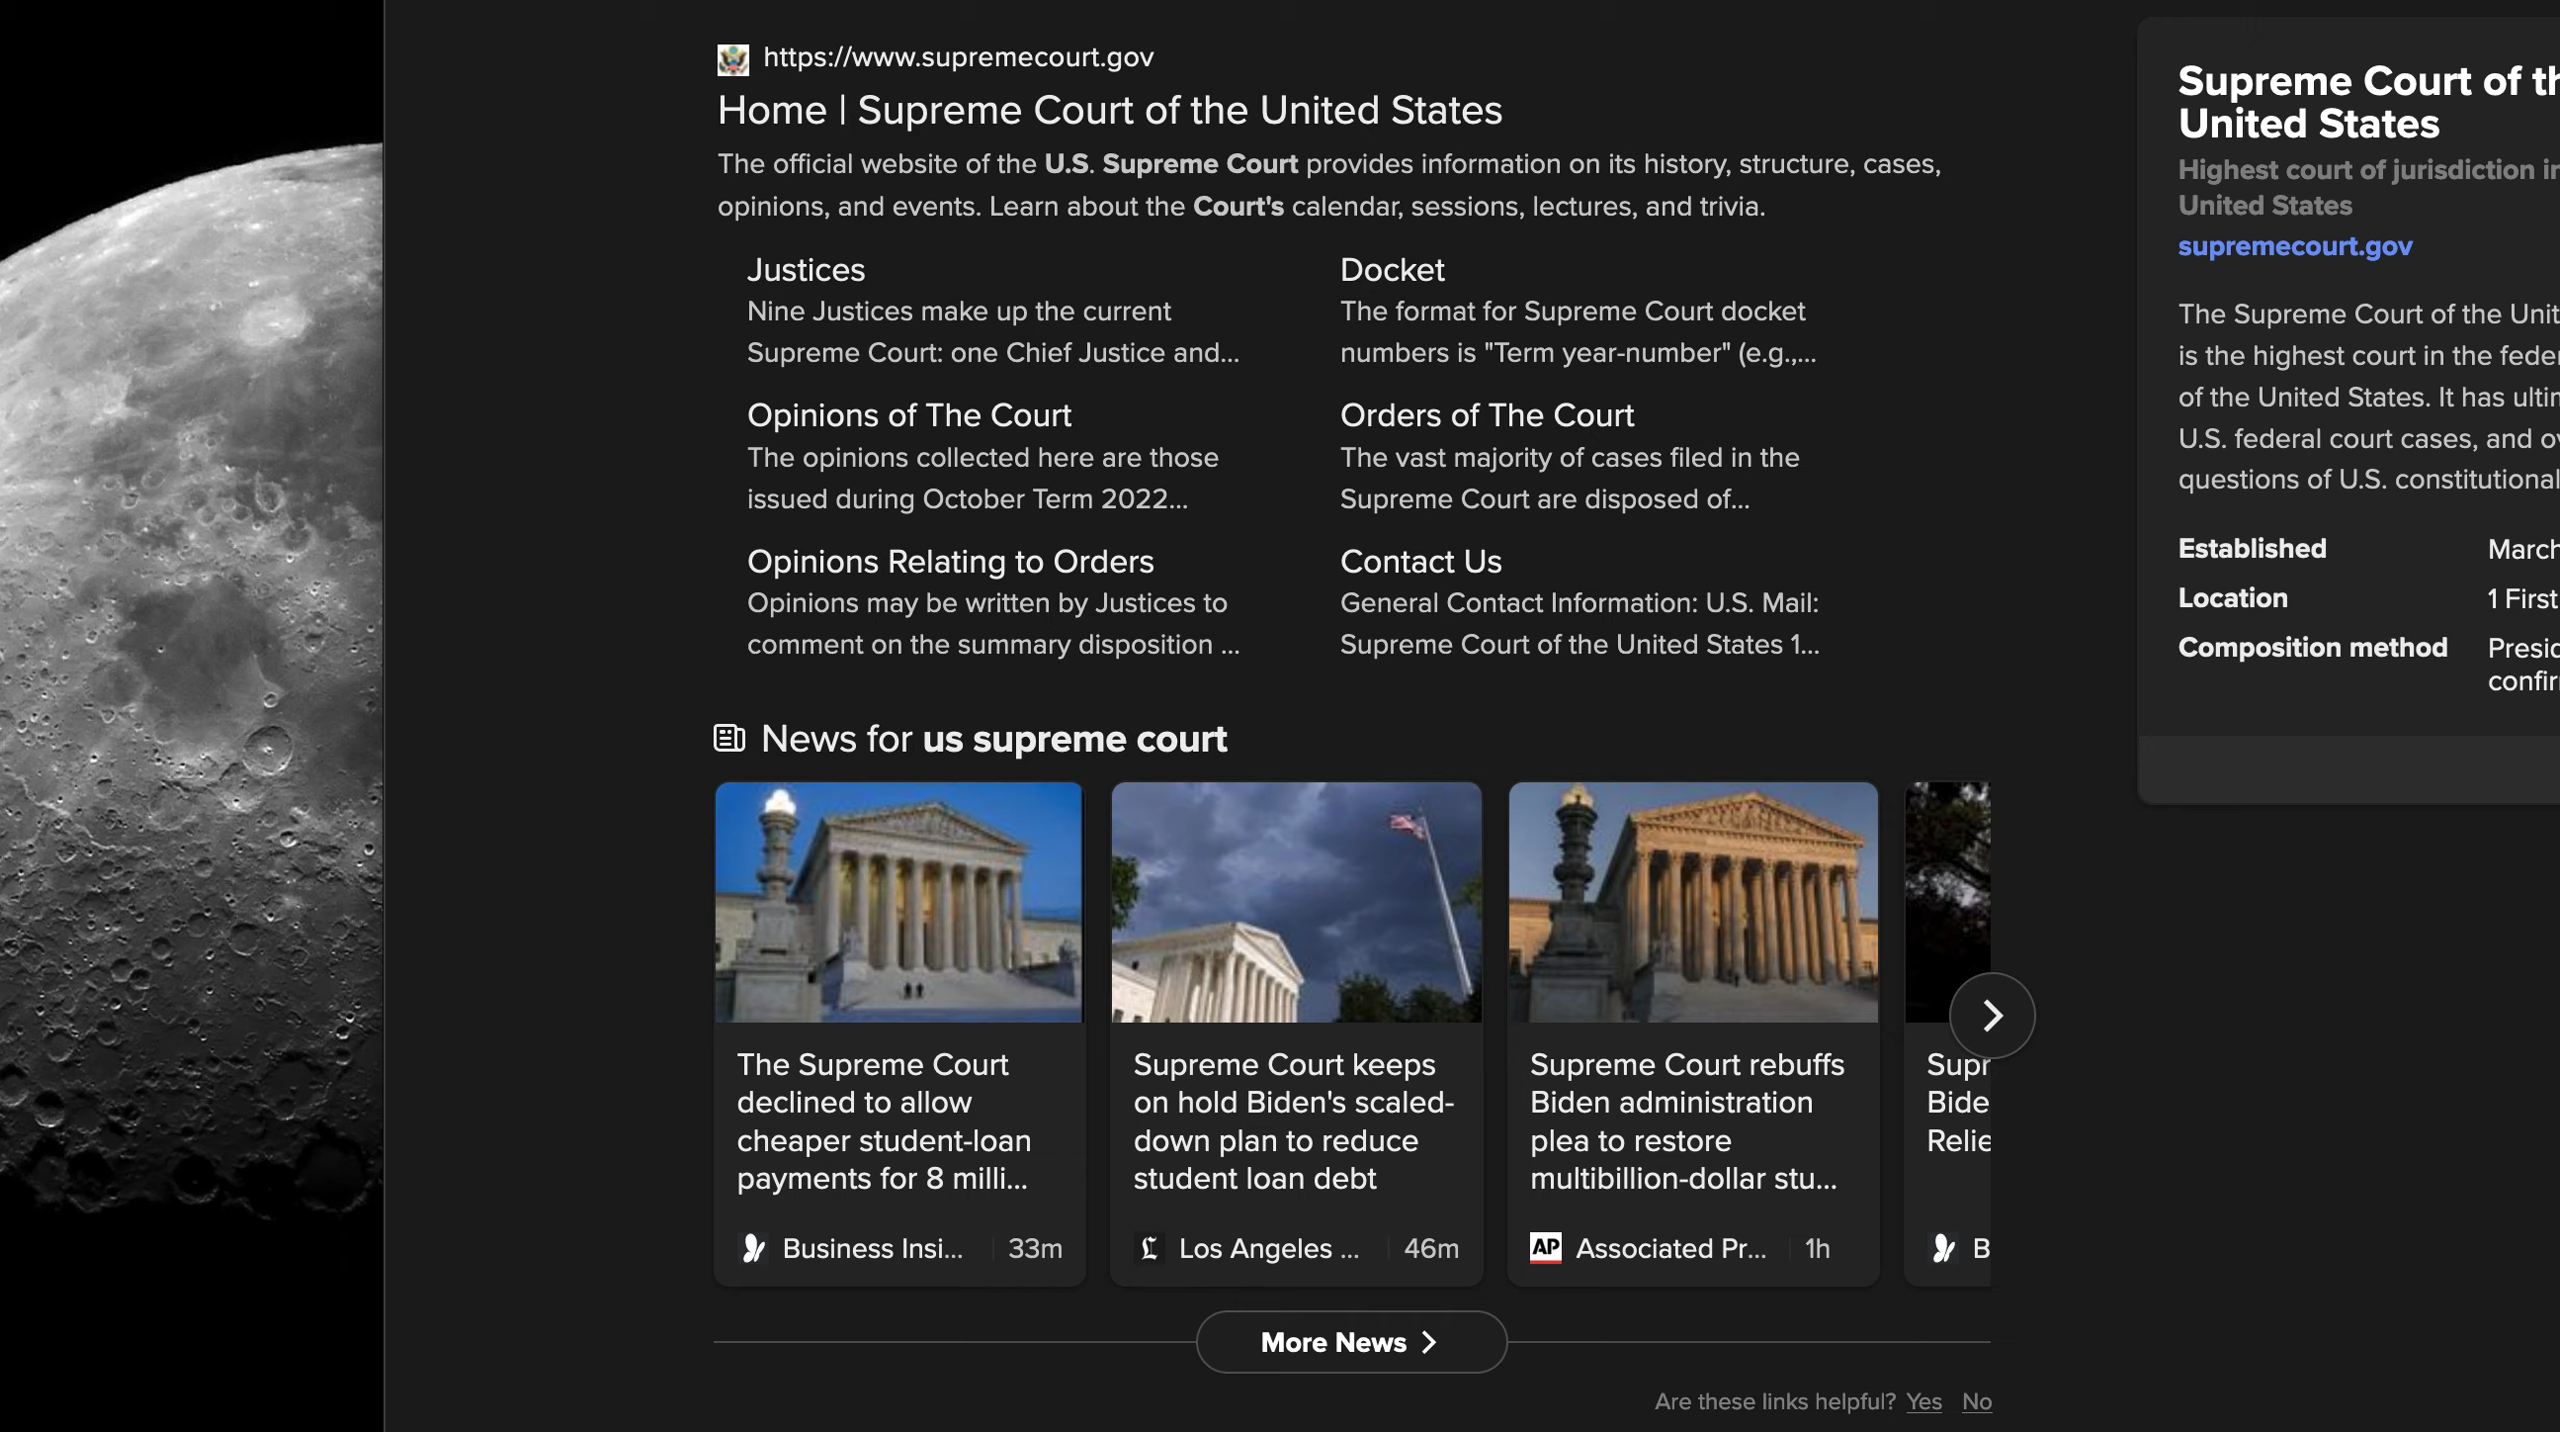 https://www.supremecourt.gov
Home | Supreme Court of the United States
The official website of the U.S. Supreme Court provides information on its history, structure, cases,
opinions, and events. Learn about the Court's calendar, sessions, lectures, and trivia.
Justices
Nine Justices make up the current
Supreme Court: one Chief Justice and...
Docket
The format for Supreme Court docket
numbers is "Term year-number" (e.g.,...
Opinions of The Court
The opinions collected here are those
issued during October Term 2022...
Orders of The Court
The vast majority of cases filed in the
Supreme Court are disposed of...
Opinions Relating to Orders
Opinions may be written by Justices to
comment on the summary disposition ...
Contact Us
General Contact Information: U.S. Mail:
Supreme Court of the United States 1...
News for us supreme court
The Supreme Court
declined to allow
cheaper student-loan
payments for 8 milli...
Business Insi... 33m
Supreme Court keeps
on hold Biden's scaled-
down plan to reduce
student loan debt
Los Angeles ... 46m
Supreme Court rebuffs
Biden administration
plea to restore
multibillion-dollar stu...
AP Associated Pr... 1h
Supr
Bide
Relie
B
More News
Are these links helpful? Yes No
Supreme Court of th
United States
Highest court of jurisdiction in
United States
supremecourt.gov
The Supreme Court of the Unit
is the highest court in the feder
of the United States. It has ultim
U.S. federal court cases, and ov
questions of U.S. constitutional
Established March
Location 1 First
Composition method Presid
confir